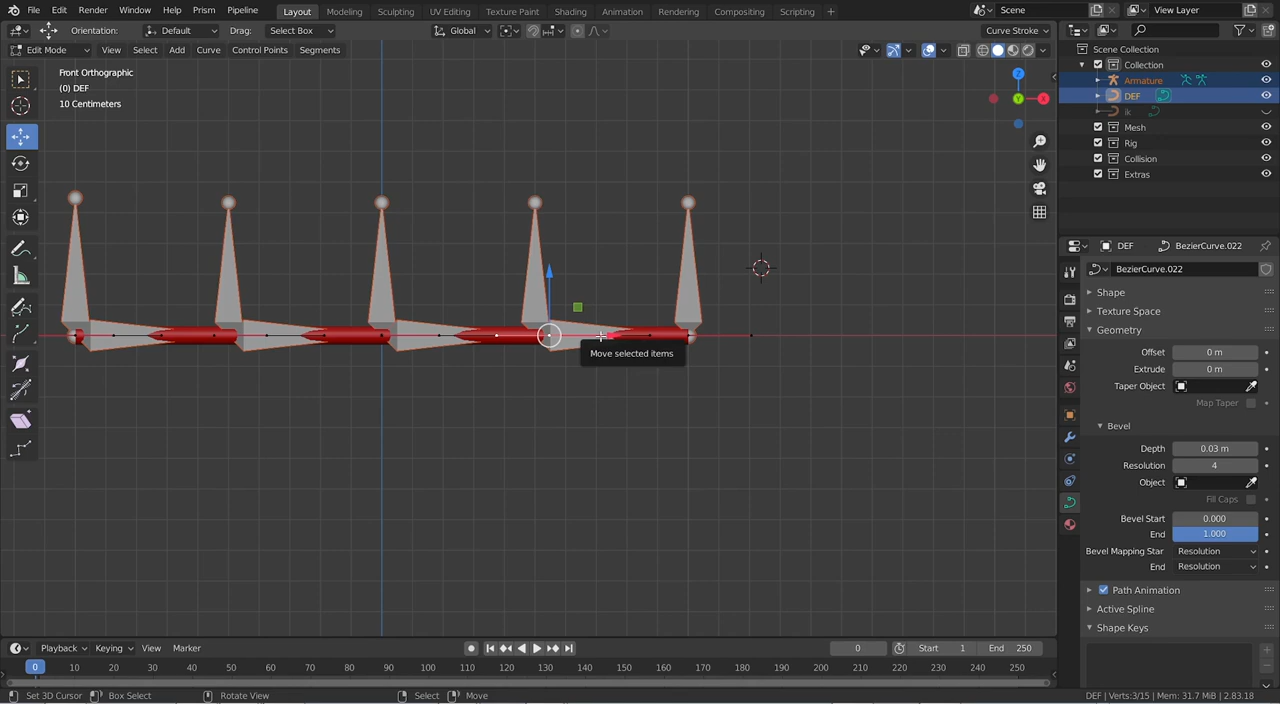 File Edit Render Window Help Prism Pipeline Layout Modeling Sculpting UV Editing Texture Paint Shading Animation Rendering Compositing Scripting + Scene View Layer
Orientation: Default Drag: Select Box Global Curve Stroke
Edit Mode View Select Add Curve Control Points Segments
Front Orthographic
(0) DEF
10 Centimeters
Z
Y
X
Move selected items
Scene Collection
Collection
Armature
DEF
ik
Mesh
Rig
Collision
Extras
DEF BezierCurve.022
BezierCurve.022
Shape
Texture Space
Geometry
Offset 0 m
Extrude 0 m
Taper Object
Map Taper
Bevel
Depth 0.03 m
Resolution 4
Object
Fill Caps
Bevel Start 0.000
End 1.000
Bevel Mapping Star Resolution
End Resolution
Path Animation
Active Spline
Shape Keys
Playback Keying View Marker 0 Start 1 End 250
0 10 20 30 40 50 60 70 80 90 100 110 120 130 140 150 160 170 180 190 200 210 220 230 240 250
Set 3D Cursor Box Select Rotate View Select Move DEF | Verts:3/15 | Mem: 31.7 MiB | 2.83.18